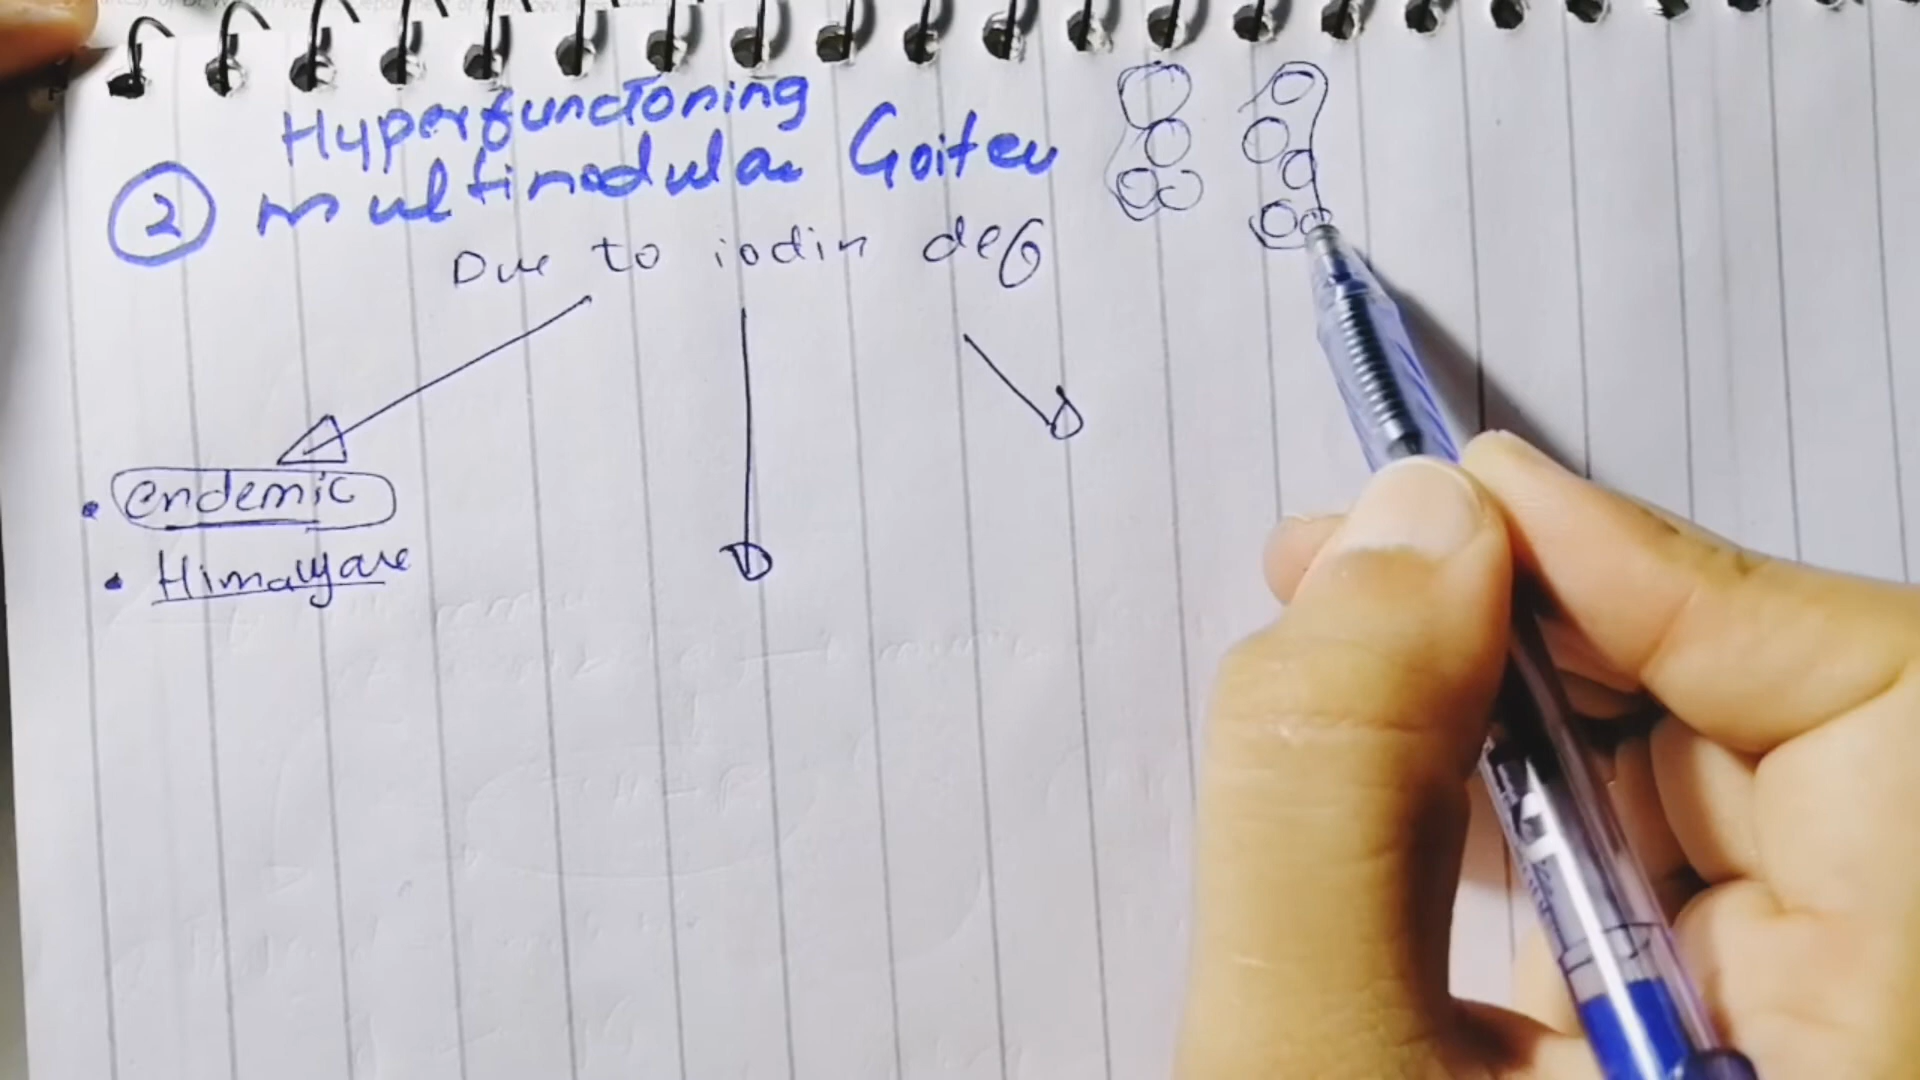 Hyperfunctoning
② multinodular Goiter
Due to iodin def
• endemic
• Himalyare